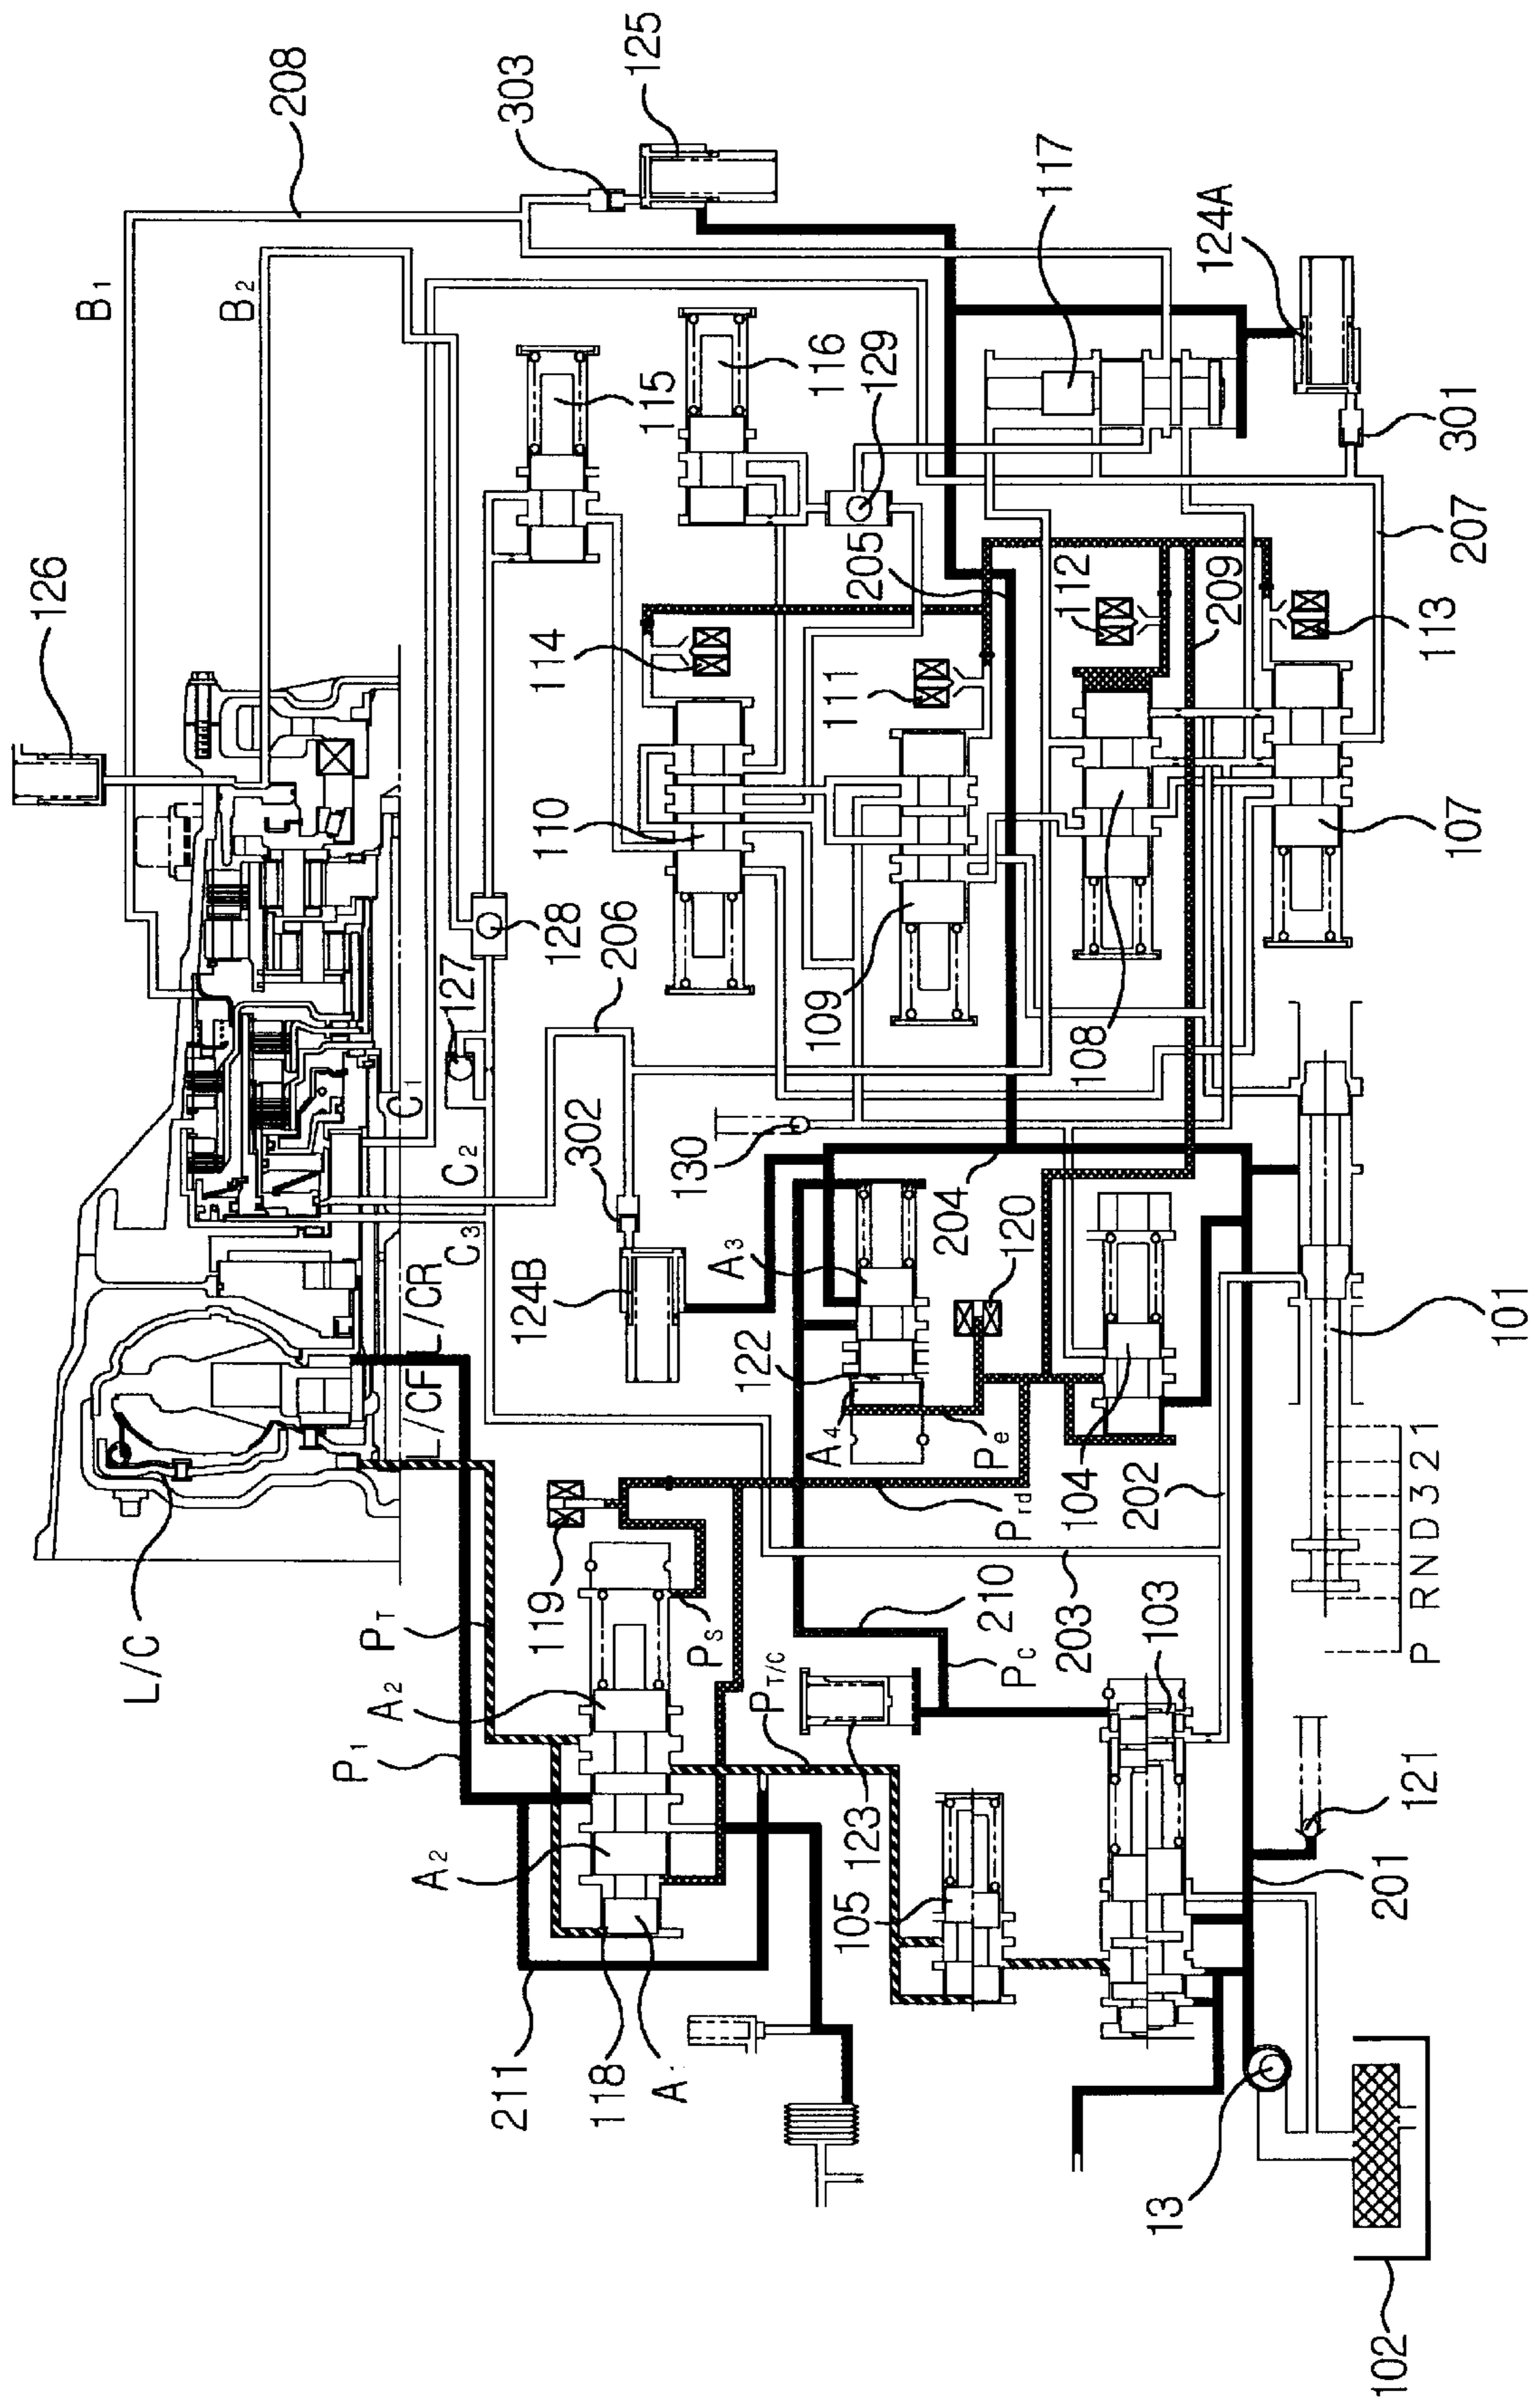 126
208
B1
B2
303
125
L/C
PT
P1
L/CF
L/CR
C3
C2
C1
127
128
115
116
129
117
124A
301
207
205
114
111
112
209
113
110
109
108
107
206
302
124B
130
204
A3
122
A4
120
Pe
Prd
104
202
101
P R N D 3 2 1
119
PS
PT/C
A2
A2
210
PC
203
103
123
105
121
201
211
118
A1
13
102